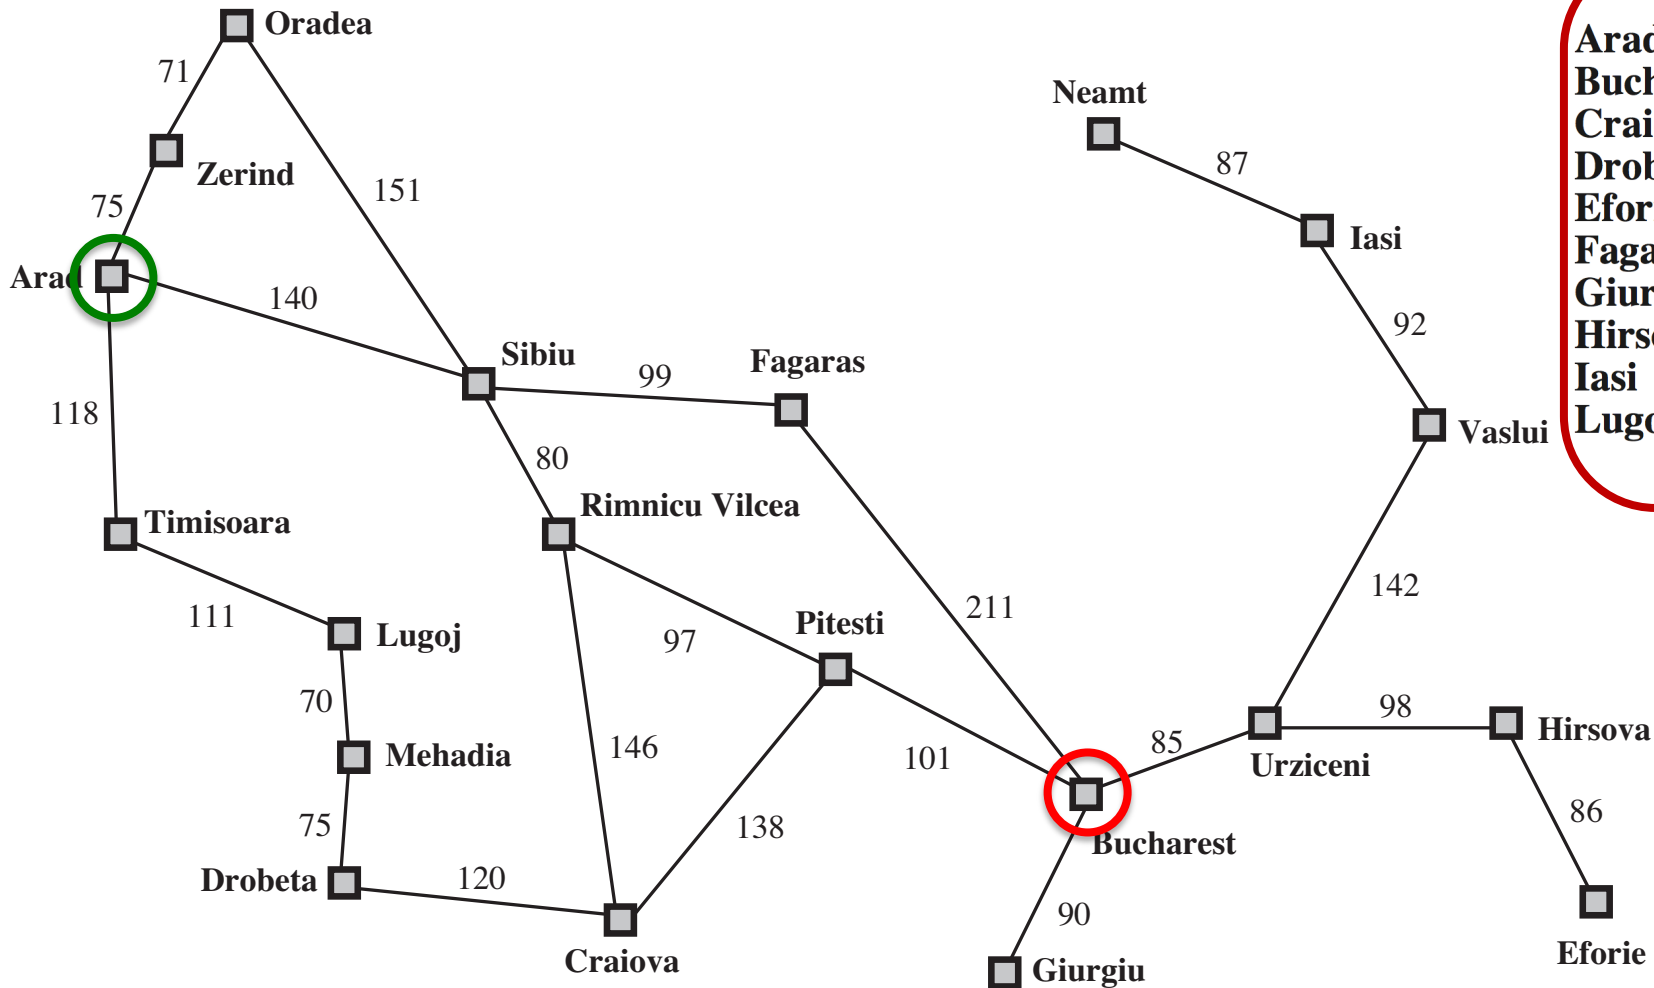 Oradea
71
Neamt
87
Zerind
151
75
Iasi
Arad
140
92
Sibiu
Fagaras
99
118
Vaslui
80
Rimnicu Vilcea
Timisoara
142
111
211
Pitesti
Lugoj
97
70
98
Hirsova
85
146
101
Mehadia
Urziceni
86
75
138
Bucharest
Drobeta
120
90
Craiova
Giurgiu
Eforie
Arad
Iasi